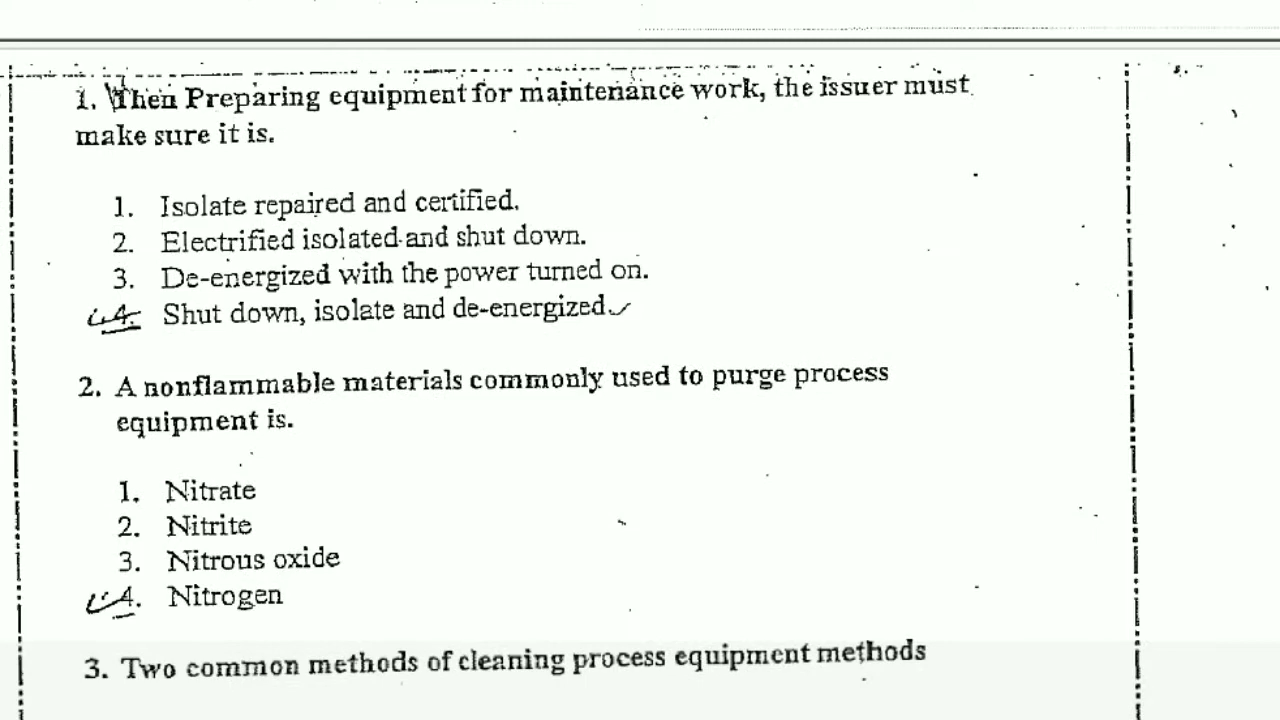 1. When Preparing equipment for maintenance work, the issuer must
make sure it is.
1. Isolate repaired and certified.
2. Electrified isolated and shut down.
3. De-energized with the power turned on.
4. Shut down, isolate and de-energized
2. A nonflammable materials commonly used to purge process
equipment is.
1. Nitrate
2. Nitrite
3. Nitrous oxide
4. Nitrogen
3. Two common methods of cleaning process equipment methods